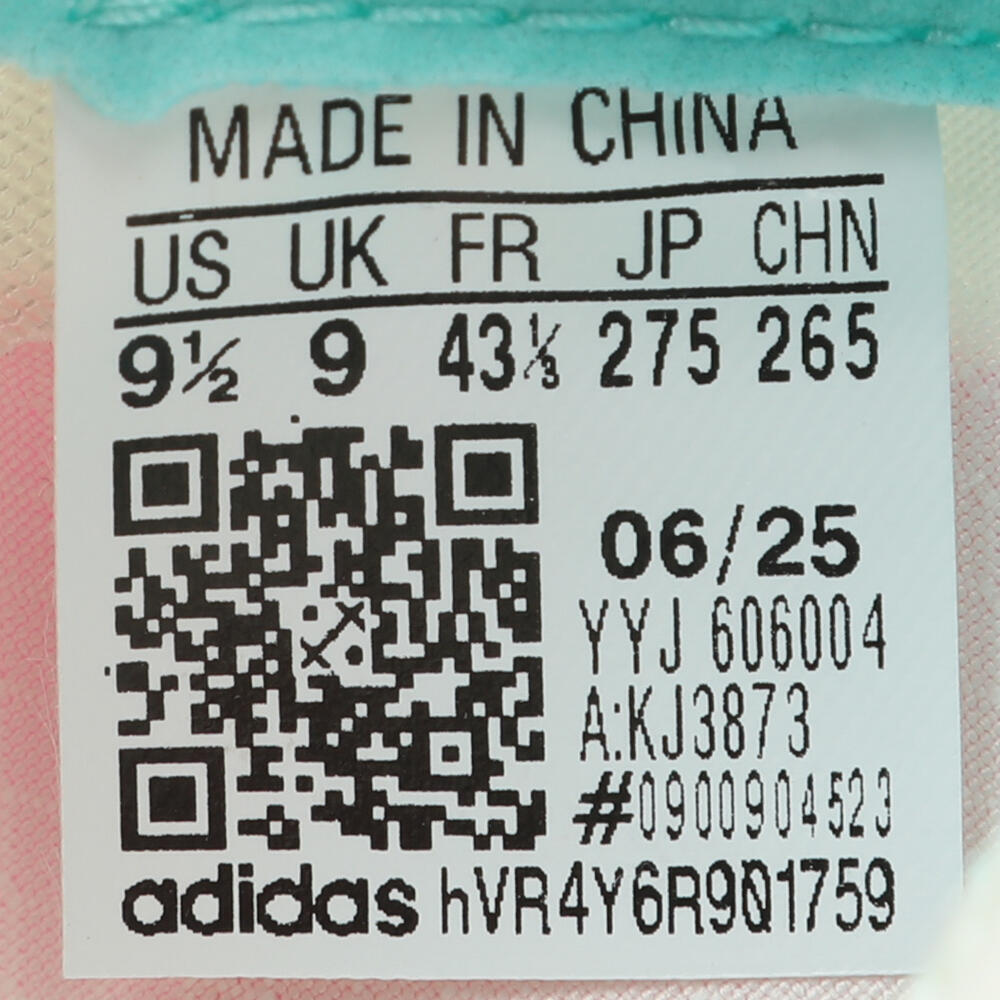 MADE IN CHINA
US UK FR JP CHN
9½ 9 43⅓ 275 265
06/25
YYJ 606004
A:KJ3873
#0900904523
adidas hVR4Y6R9Q1759